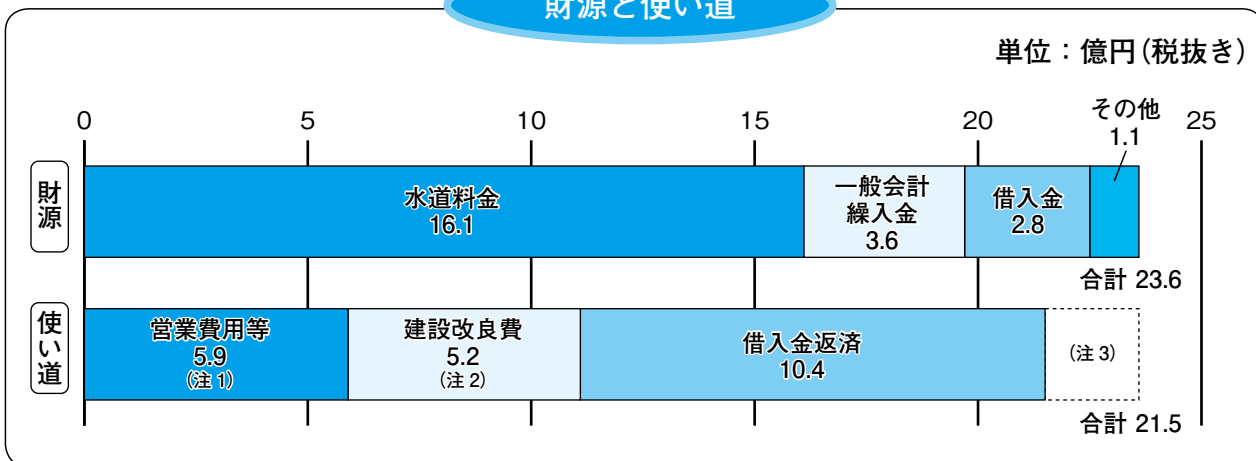 財源と使い道
単位：億円（税抜き）
0 5 10 15 20 25
その他
1.1
財源
水道料金
16.1
一般会計
繰入金
3.6
借入金
2.8
合計 23.6
使い道
営業費用等
5.9
（注 1）
建設改良費
5.2
（注 2）
借入金返済
10.4
（注 3）
合計 21.5